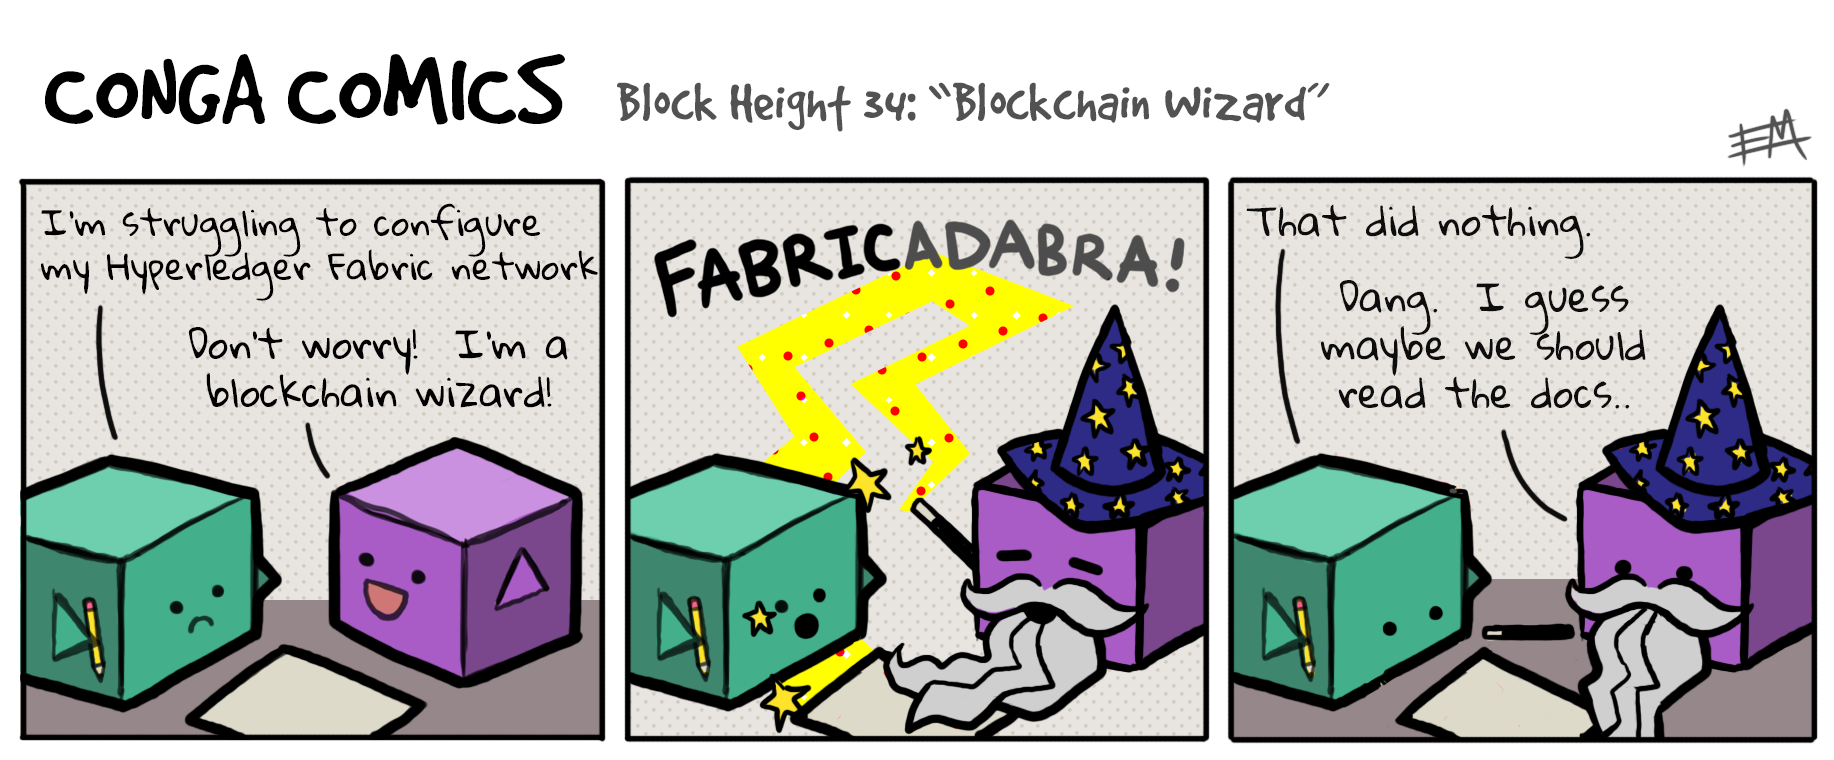 CONGA COMICS
Block Height 34: "Blockchain Wizard"
EM
I'm struggling to configure
my Hyperledger Fabric network
Don't worry! I'm a
blockchain wizard!
FABRICADABRA!
That did nothing.
Dang. I guess
maybe we should
read the docs..